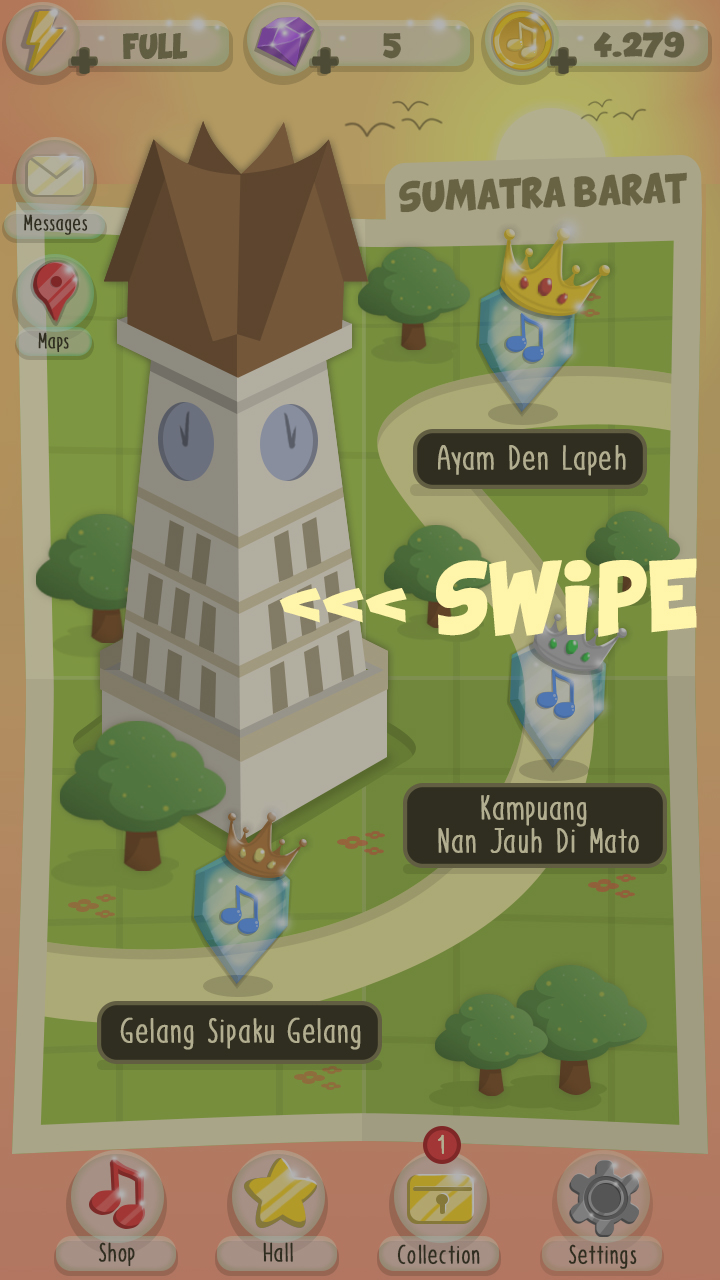 FULL
5
4.279
Messages
Maps
SUMATRA BARAT
Ayam Den Lapeh
<<< SWiPE
Kampuang
Nan Jauh Di Mato
Gelang Sipaku Gelang
1
Shop
Hall
Collection
Settings